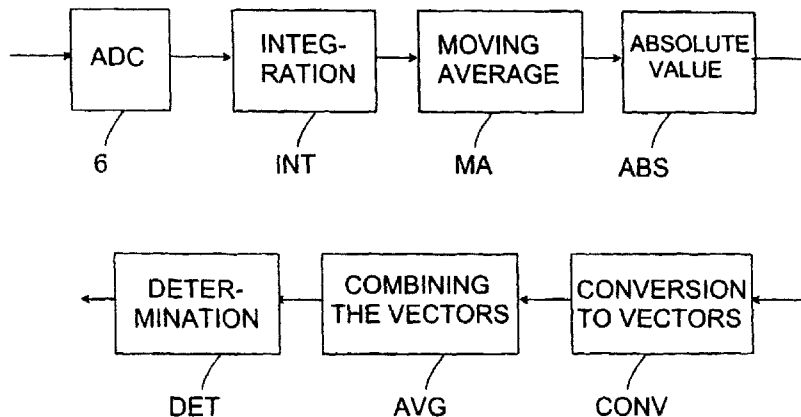 ADC
INTEG-
RATION
MOVING
AVERAGE
ABSOLUTE
VALUE
6
INT
MA
ABS
DETER-
MINATION
COMBINING
THE VECTORS
CONVERSION
TO VECTORS
DET
AVG
CONV